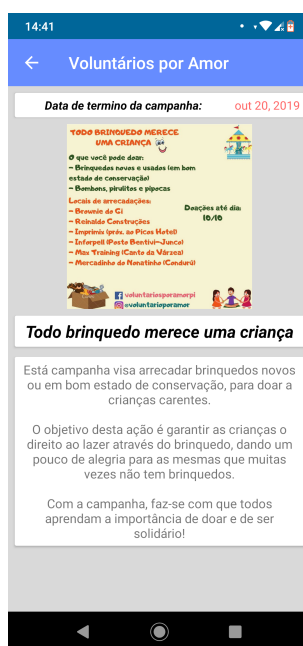 14:41
Voluntários por Amor
Data de termino da campanha: out 20, 2019
TODO BRINQUEDO MERECE
UMA CRIANÇA
O que você pode doar:
- Brinquedos novos e usados (em bom
estado de conservação)
- Bombons, pirulitos e pipocas
Locais de arrecadações:
- Brownie do Ci
- Reinaldo Construções
- Imprimix (próx. ao Picos Hotel)
- Inforpell (Posto Bentivi-Junco)
- Max Training (Canto da Várzea)
- Mercadinho do Nonatinho (Condurú)
Doações até dia:
10/10
voluntariosporamorpi
@voluntariosporamor
Todo brinquedo merece uma criança
Está campanha visa arrecadar brinquedos novos
ou em bom estado de conservação, para doar a
crianças carentes.
O objetivo desta ação é garantir as crianças o
direito ao lazer através do brinquedo, dando um
pouco de alegria para as mesmas que muitas
vezes não tem brinquedos.
Com a campanha, faz-se com que todos
aprendam a importância de doar e de ser
solidário!